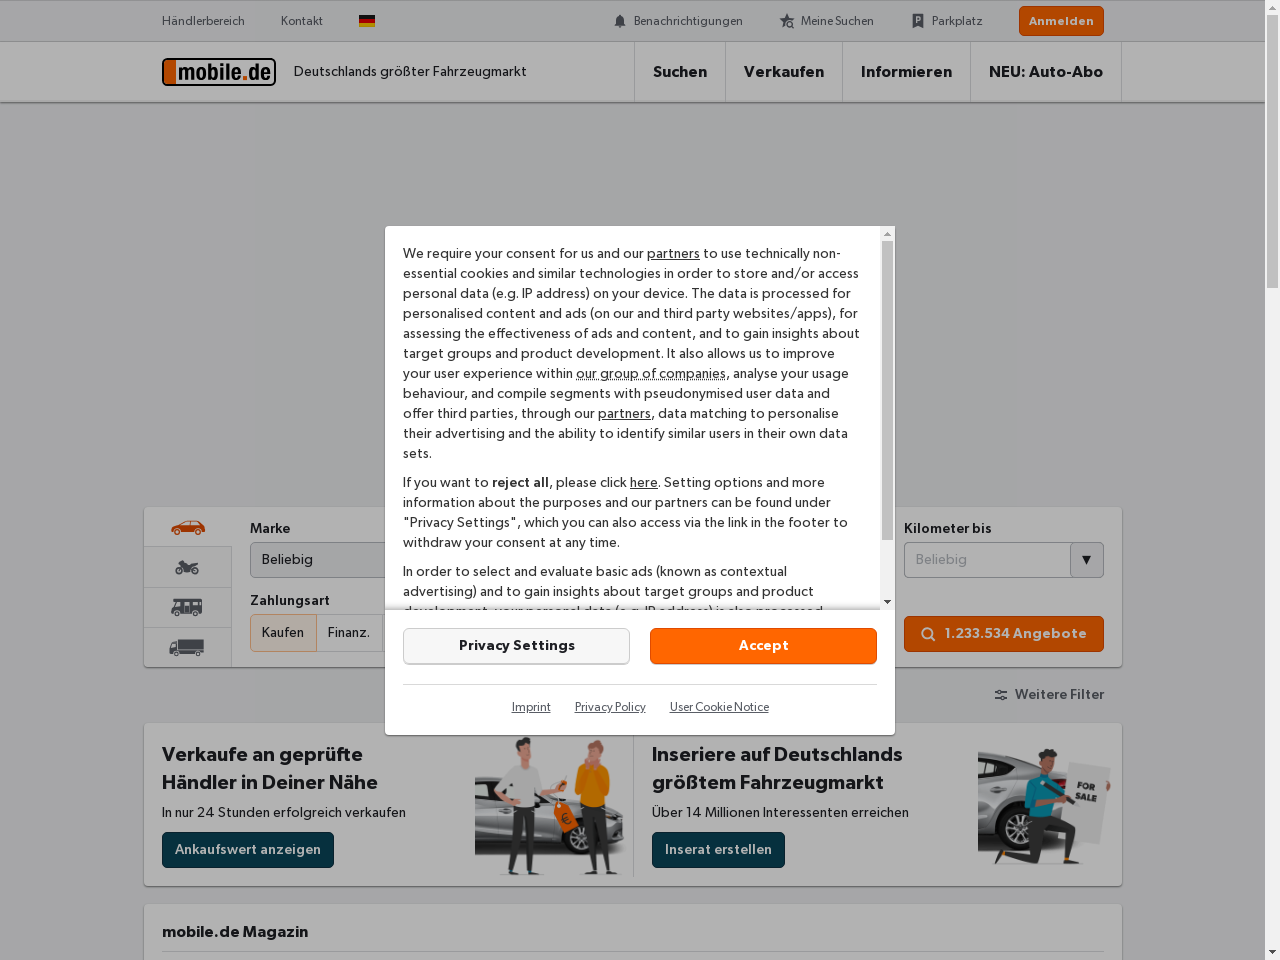 Händlerbereich
Kontakt
Benachrichtigungen
Meine Suchen
Parkplatz
Anmelden
mobile.de
Deutschlands größter Fahrzeugmarkt
Suchen
Verkaufen
Informieren
NEU: Auto-Abo
We require your consent for us and our partners to use technically non-
essential cookies and similar technologies in order to store and/or access
personal data (e.g. IP address) on your device. The data is processed for
personalised content and ads (on our and third party websites/apps), for
assessing the effectiveness of ads and content, and to gain insights about
target groups and product development. It also allows us to improve
your user experience within our group of companies, analyse your usage
behaviour, and compile segments with pseudonymised user data and
offer third parties, through our partners, data matching to personalise
their advertising and the ability to identify similar users in their own data
sets.
If you want to reject all, please click here. Setting options and more
information about the purposes and our partners can be found under
"Privacy Settings", which you can also access via the link in the footer to
withdraw your consent at any time.
In order to select and evaluate basic ads (known as contextual
advertising) and to gain insights about target groups and product
development, your personal data (e.g. IP address) is also processed
Privacy Settings
Accept
Imprint
Privacy Policy
User Cookie Notice
Marke
Beliebig
Kilometer bis
Beliebig
Zahlungsart
Kaufen
Finanz.
1.233.534 Angebote
Weitere Filter
Verkaufe an geprüfte
Händler in Deiner Nähe
In nur 24 Stunden erfolgreich verkaufen
Ankaufswert anzeigen
Inseriere auf Deutschlands
größtem Fahrzeugmarkt
Über 14 Millionen Interessenten erreichen
Inserat erstellen
FOR
SALE
mobile.de Magazin